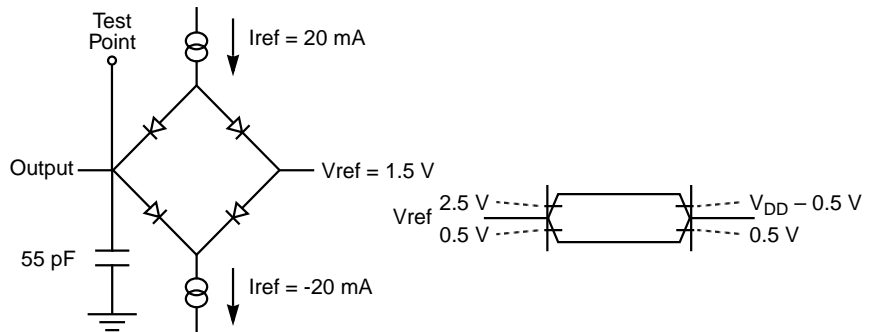 Test
Point
Iref = 20 mA
Output
Vref = 1.5 V
55 pF
Iref = -20 mA
Vref
2.5 V
0.5 V
VDD – 0.5 V
0.5 V